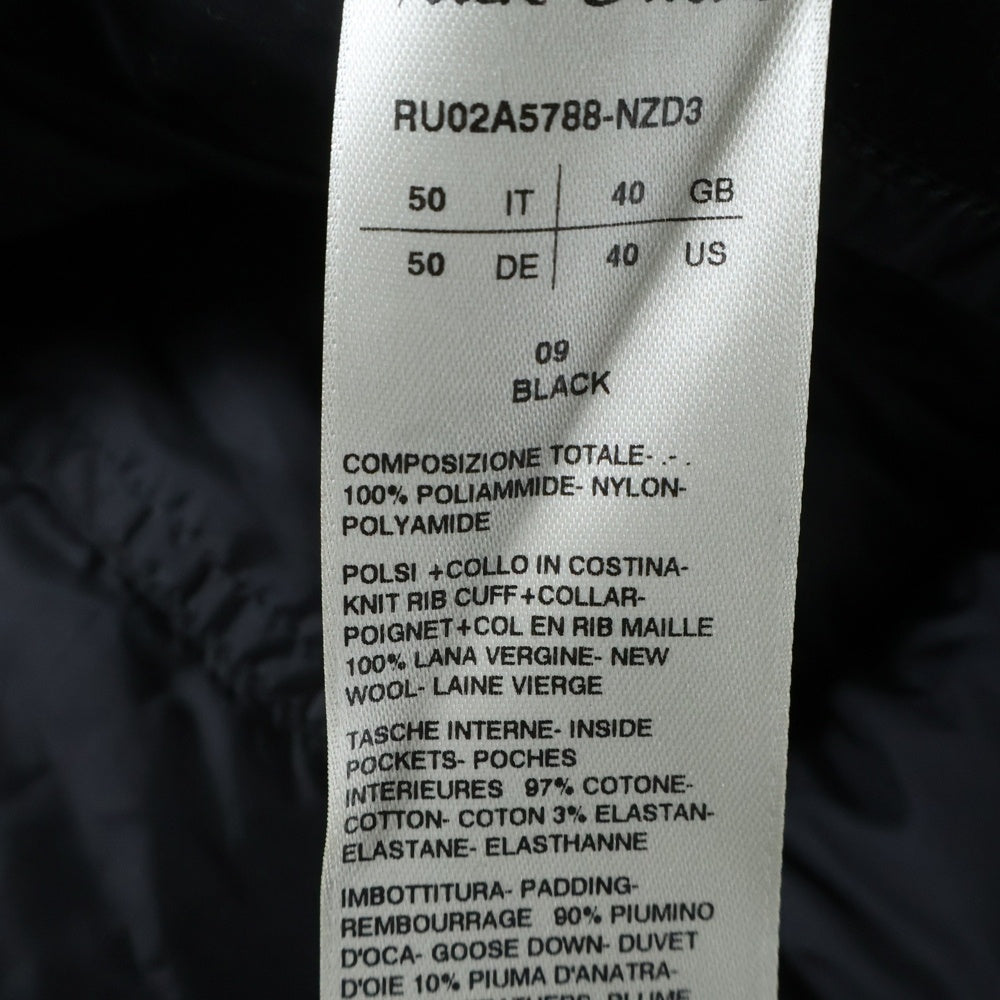 RU02A5788-NZD3
50 IT 40 GB
50 DE 40 US
09
BLACK
COMPOSIZIONE TOTALE- .- .
100% POLIAMMIDE- NYLON-
POLYAMIDE
POLSI +COLLO IN COSTINA-
KNIT RIB CUFF+COLLAR-
POIGNET+COL EN RIB MAILLE
100% LANA VERGINE- NEW
WOOL- LAINE VIERGE
TASCHE INTERNE- INSIDE
POCKETS- POCHES
INTERIEURES 97% COTONE-
COTTON- COTON 3% ELASTAN-
ELASTANE- ELASTHANNE
IMBOTTITURA- PADDING-
REMBOURRAGE 90% PIUMINO
D'OCA- GOOSE DOWN- DUVET
D'OIE 10% PIUMA D'ANATRA-
PLUME